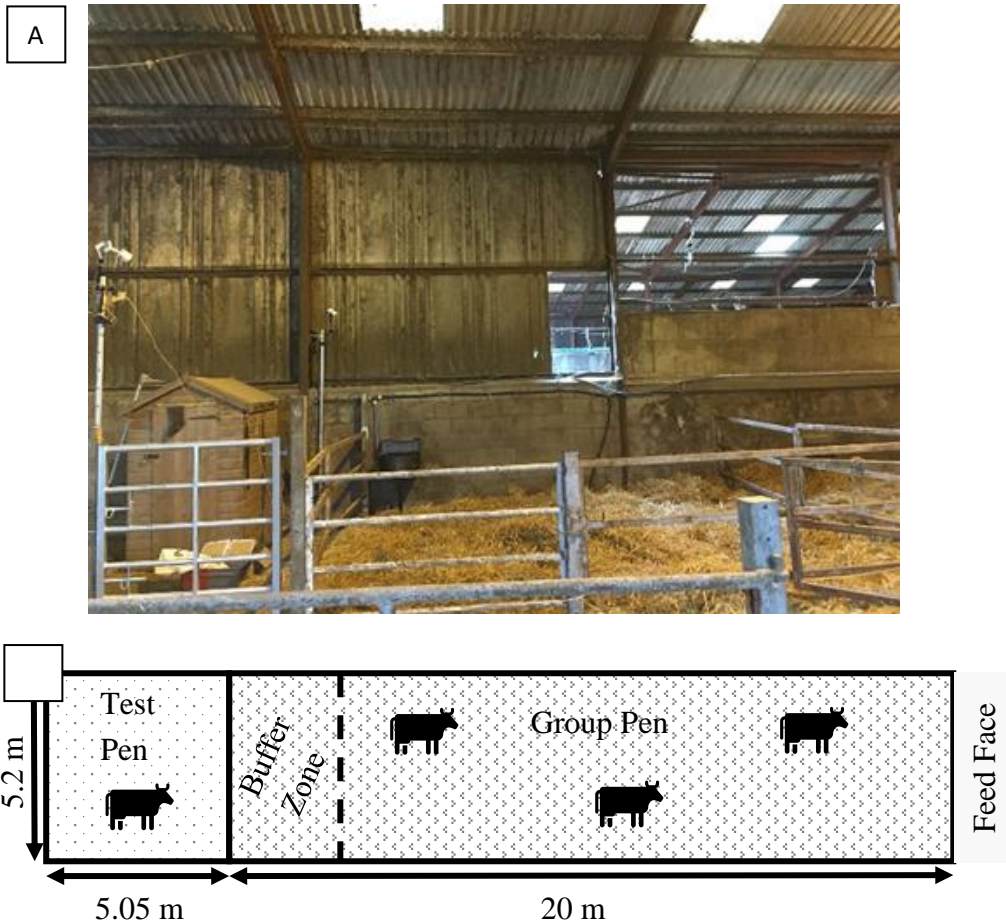 A
Test
Pen
Buffer
Zone
Group Pen
Feed Face
5.2 m
5.05 m
20 m